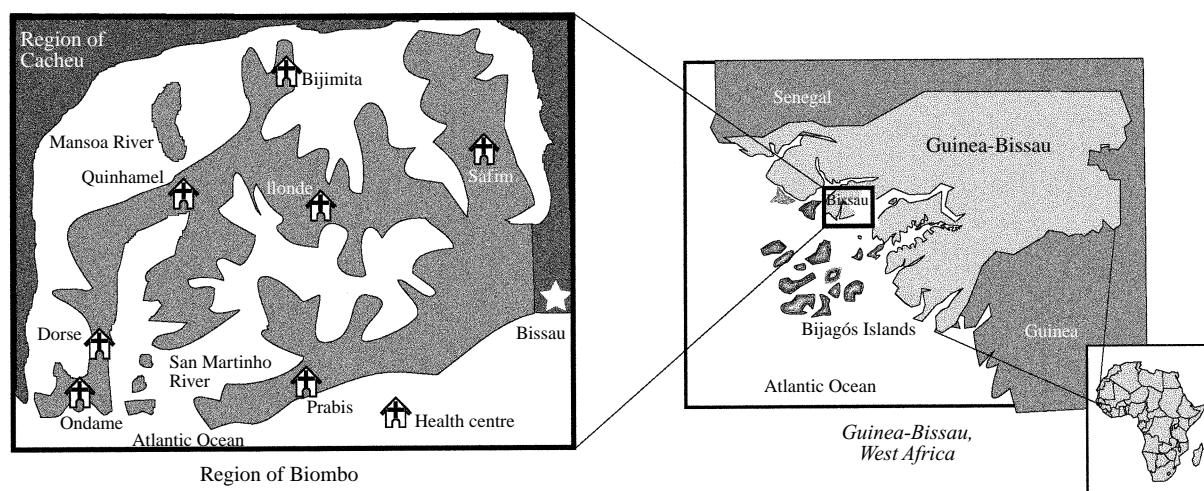 Region of
Cacheu
Bijimita
Mansoa River
Quinhamel
Ilonde
Safim
Dorse
San Martinho
River
Bissau
Ondame
Prabis
Health centre
Atlantic Ocean
Region of Biombo
Senegal
Guinea-Bissau
Bissau
Bijagós Islands
Guinea
Atlantic Ocean
Guinea-Bissau,
West Africa